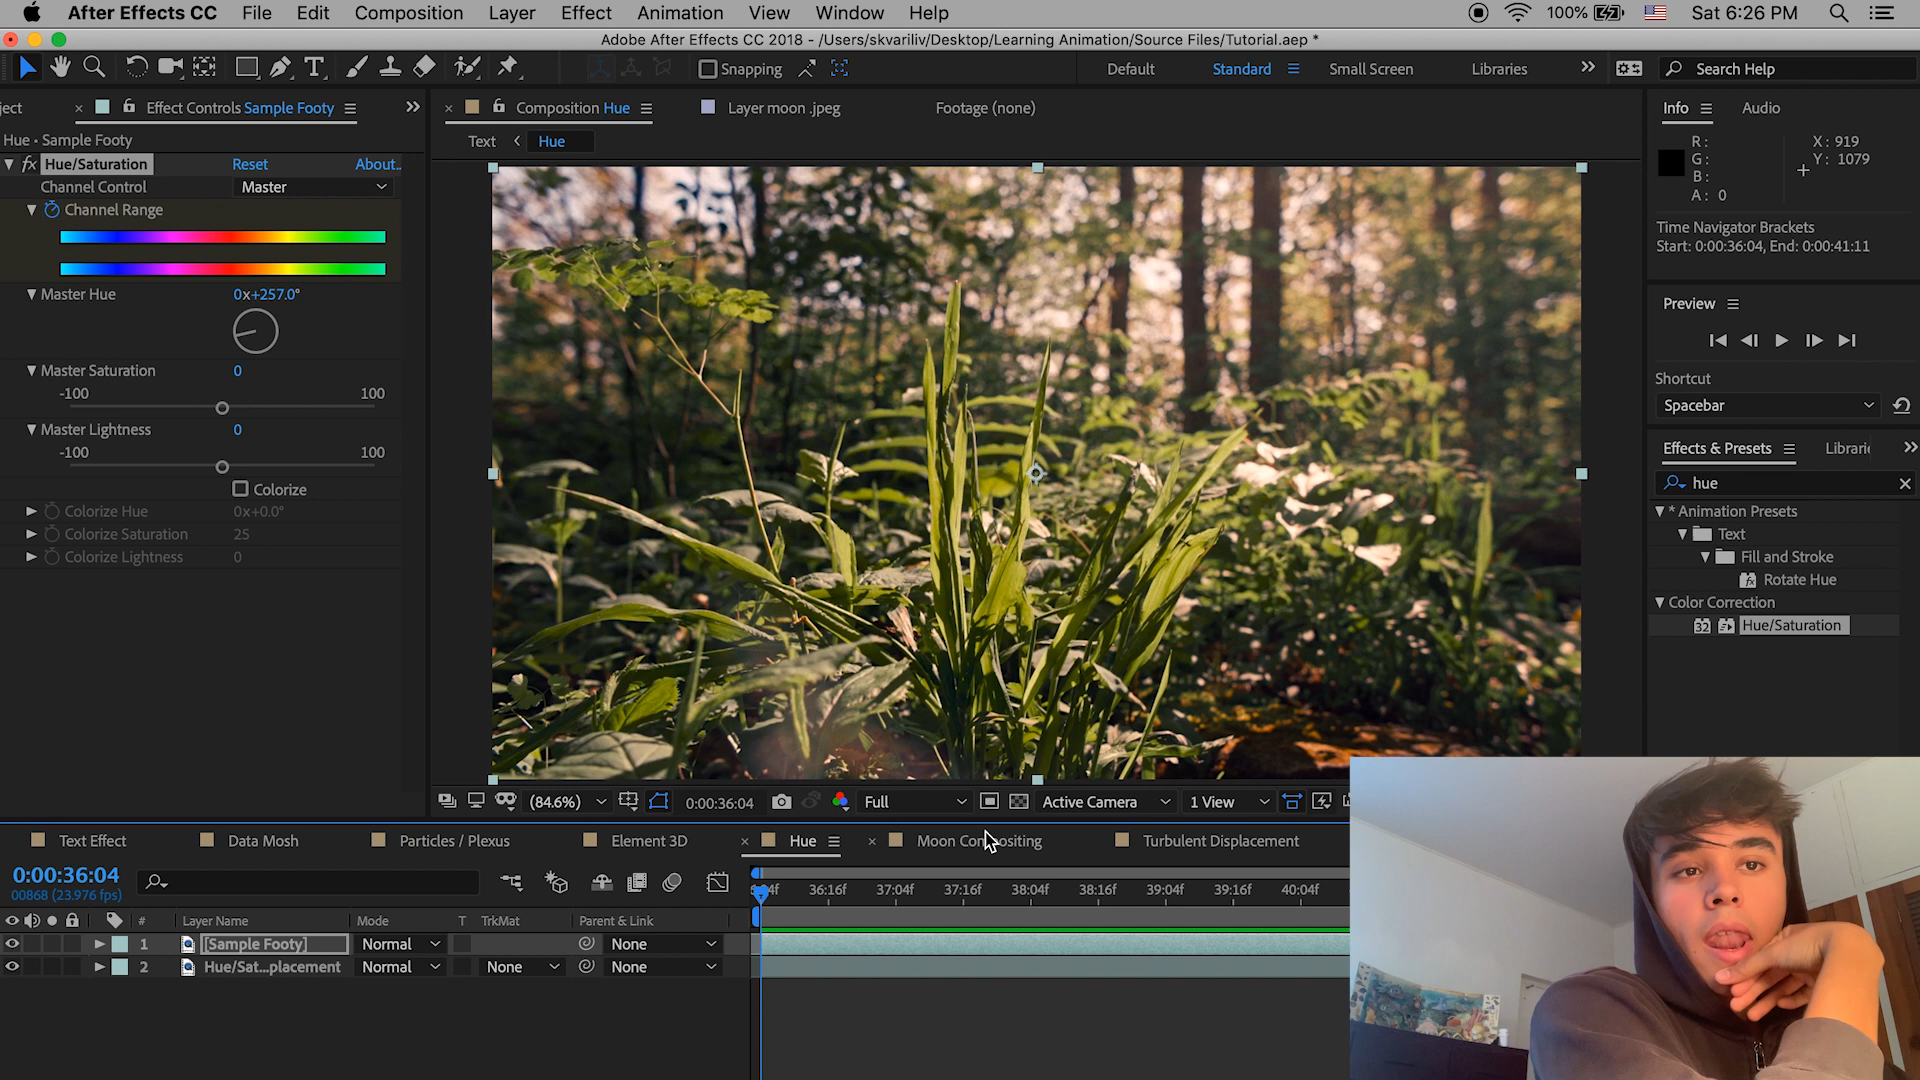 After Effects CC File Edit Composition Layer Effect Animation View Window Help 100% Sat 6:26 PM
Adobe After Effects CC 2018 - /Users/skvariliv/Desktop/Learning Animation/Source Files/Tutorial.aep *
Snapping Default Standard Small Screen Libraries Search Help
ject Effect Controls Sample Footy Composition Hue Layer moon .jpeg Footage (none) Info Audio
Hue • Sample Footy
Text Hue
fx Hue/Saturation Reset About..
Channel Control Master
Channel Range
Master Hue 0x+257.0°
Master Saturation 0
-100 100
Master Lightness 0
-100 100
Colorize
Colorize Hue 0x+0.0°
Colorize Saturation 25
Colorize Lightness 0
R:
G:
B:
A: 0
X: 919
Y: 1079
Time Navigator Brackets
Start: 0:00:36:04, End: 0:00:41:11
Preview
Shortcut
Spacebar
Effects & Presets Librari
hue
* Animation Presets
Text
Fill and Stroke
Rotate Hue
Color Correction
32 Hue/Saturation
(84.6%) 0:00:36:04 Full Active Camera 1 View
Text Effect Data Mosh Particles / Plexus Element 3D Hue Moon Compositing Turbulent Displacement
0:00:36:04
00868 (23.976 fps)
:04f 36:16f 37:04f 37:16f 38:04f 38:16f 39:04f 39:16f 40:04f
# Layer Name Mode T TrkMat Parent & Link
1 [Sample Footy] Normal None
2 Hue/Sat...placement Normal None None